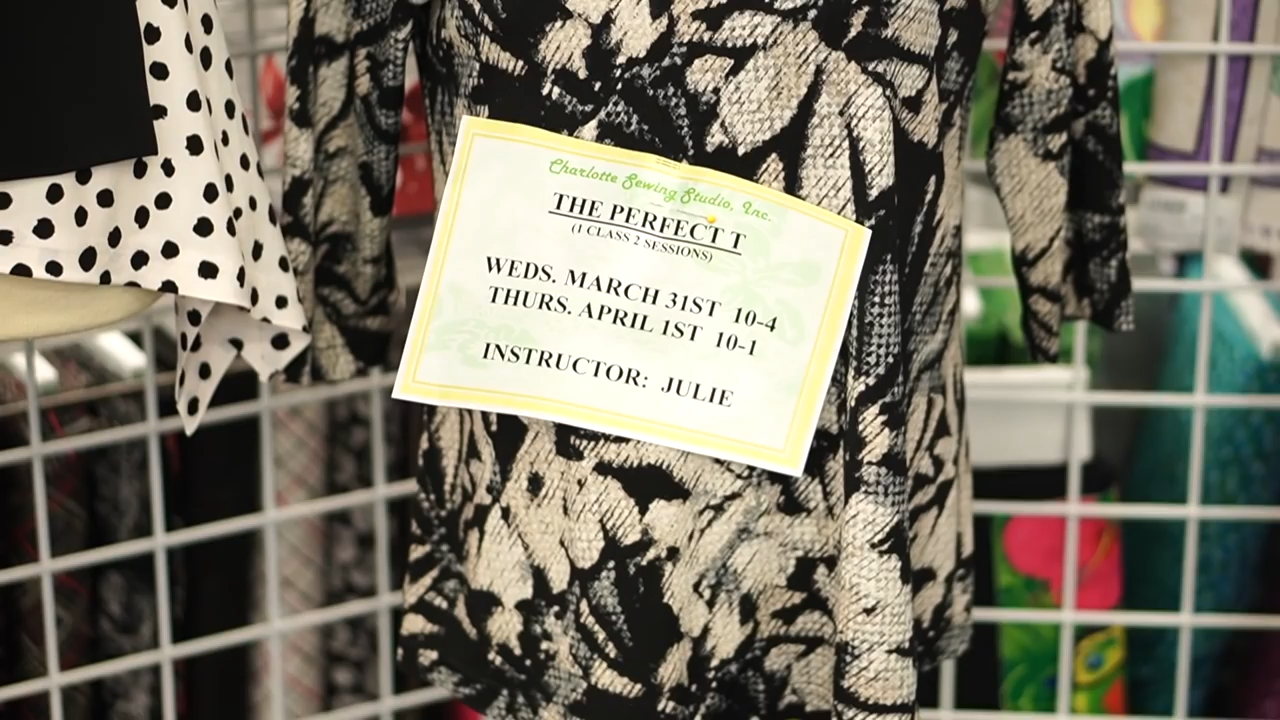 Charlotte Sewing Studio, Inc.
THE PERFECT T
(1 CLASS 2 SESSIONS)
WEDS. MARCH 31ST 10-4
THURS. APRIL 1ST 10-1
INSTRUCTOR: JULIE